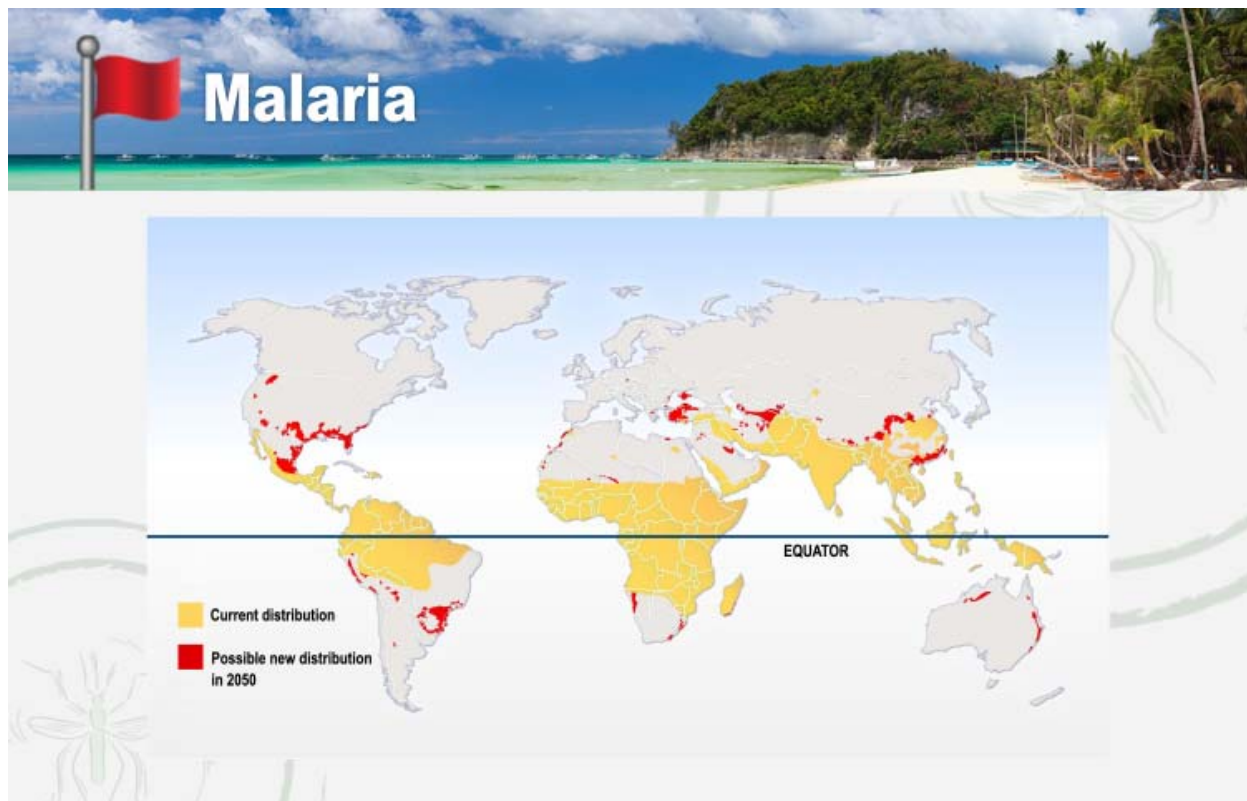 Malaria
EQUATOR
Current distribution
Possible new distribution
in 2050